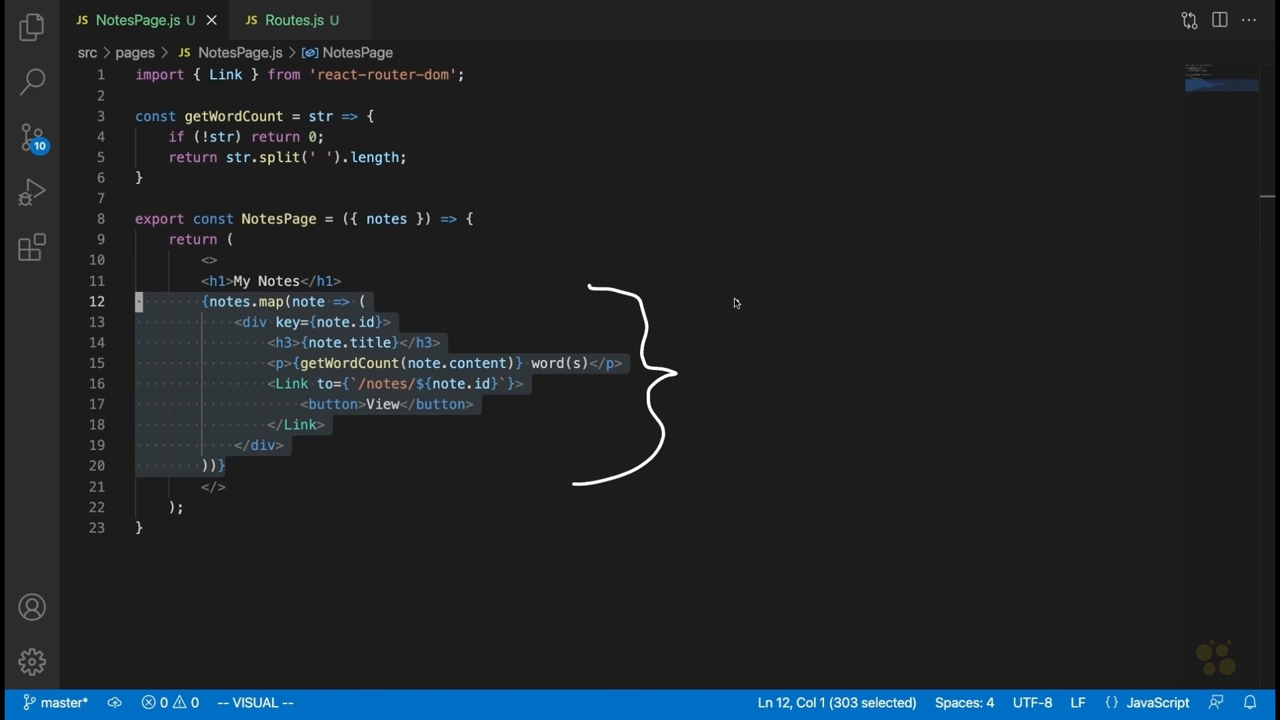 JS NotesPage.js U
JS Routes.js U
src > pages > JS NotesPage.js > NotesPage
1 import { Link } from 'react-router-dom';
2
3 const getWordCount = str => {
4     if (!str) return 0;
5     return str.split(' ').length;
6 }
7
8 export const NotesPage = ({ notes }) => {
9     return (
10         <>
11         <h1>My Notes</h1>
12         {notes.map(note => (
13             <div key={note.id}>
14                 <h3>{note.title}</h3>
15                 <p>{getWordCount(note.content)} word(s)</p>
16                 <Link to={`/notes/${note.id}`}>
17                     <button>View</button>
18                 </Link>
19             </div>
20         ))}
21         </>
22     );
23 }
10
master* 0 0 -- VISUAL -- Ln 12, Col 1 (303 selected) Spaces: 4 UTF-8 LF {} JavaScript